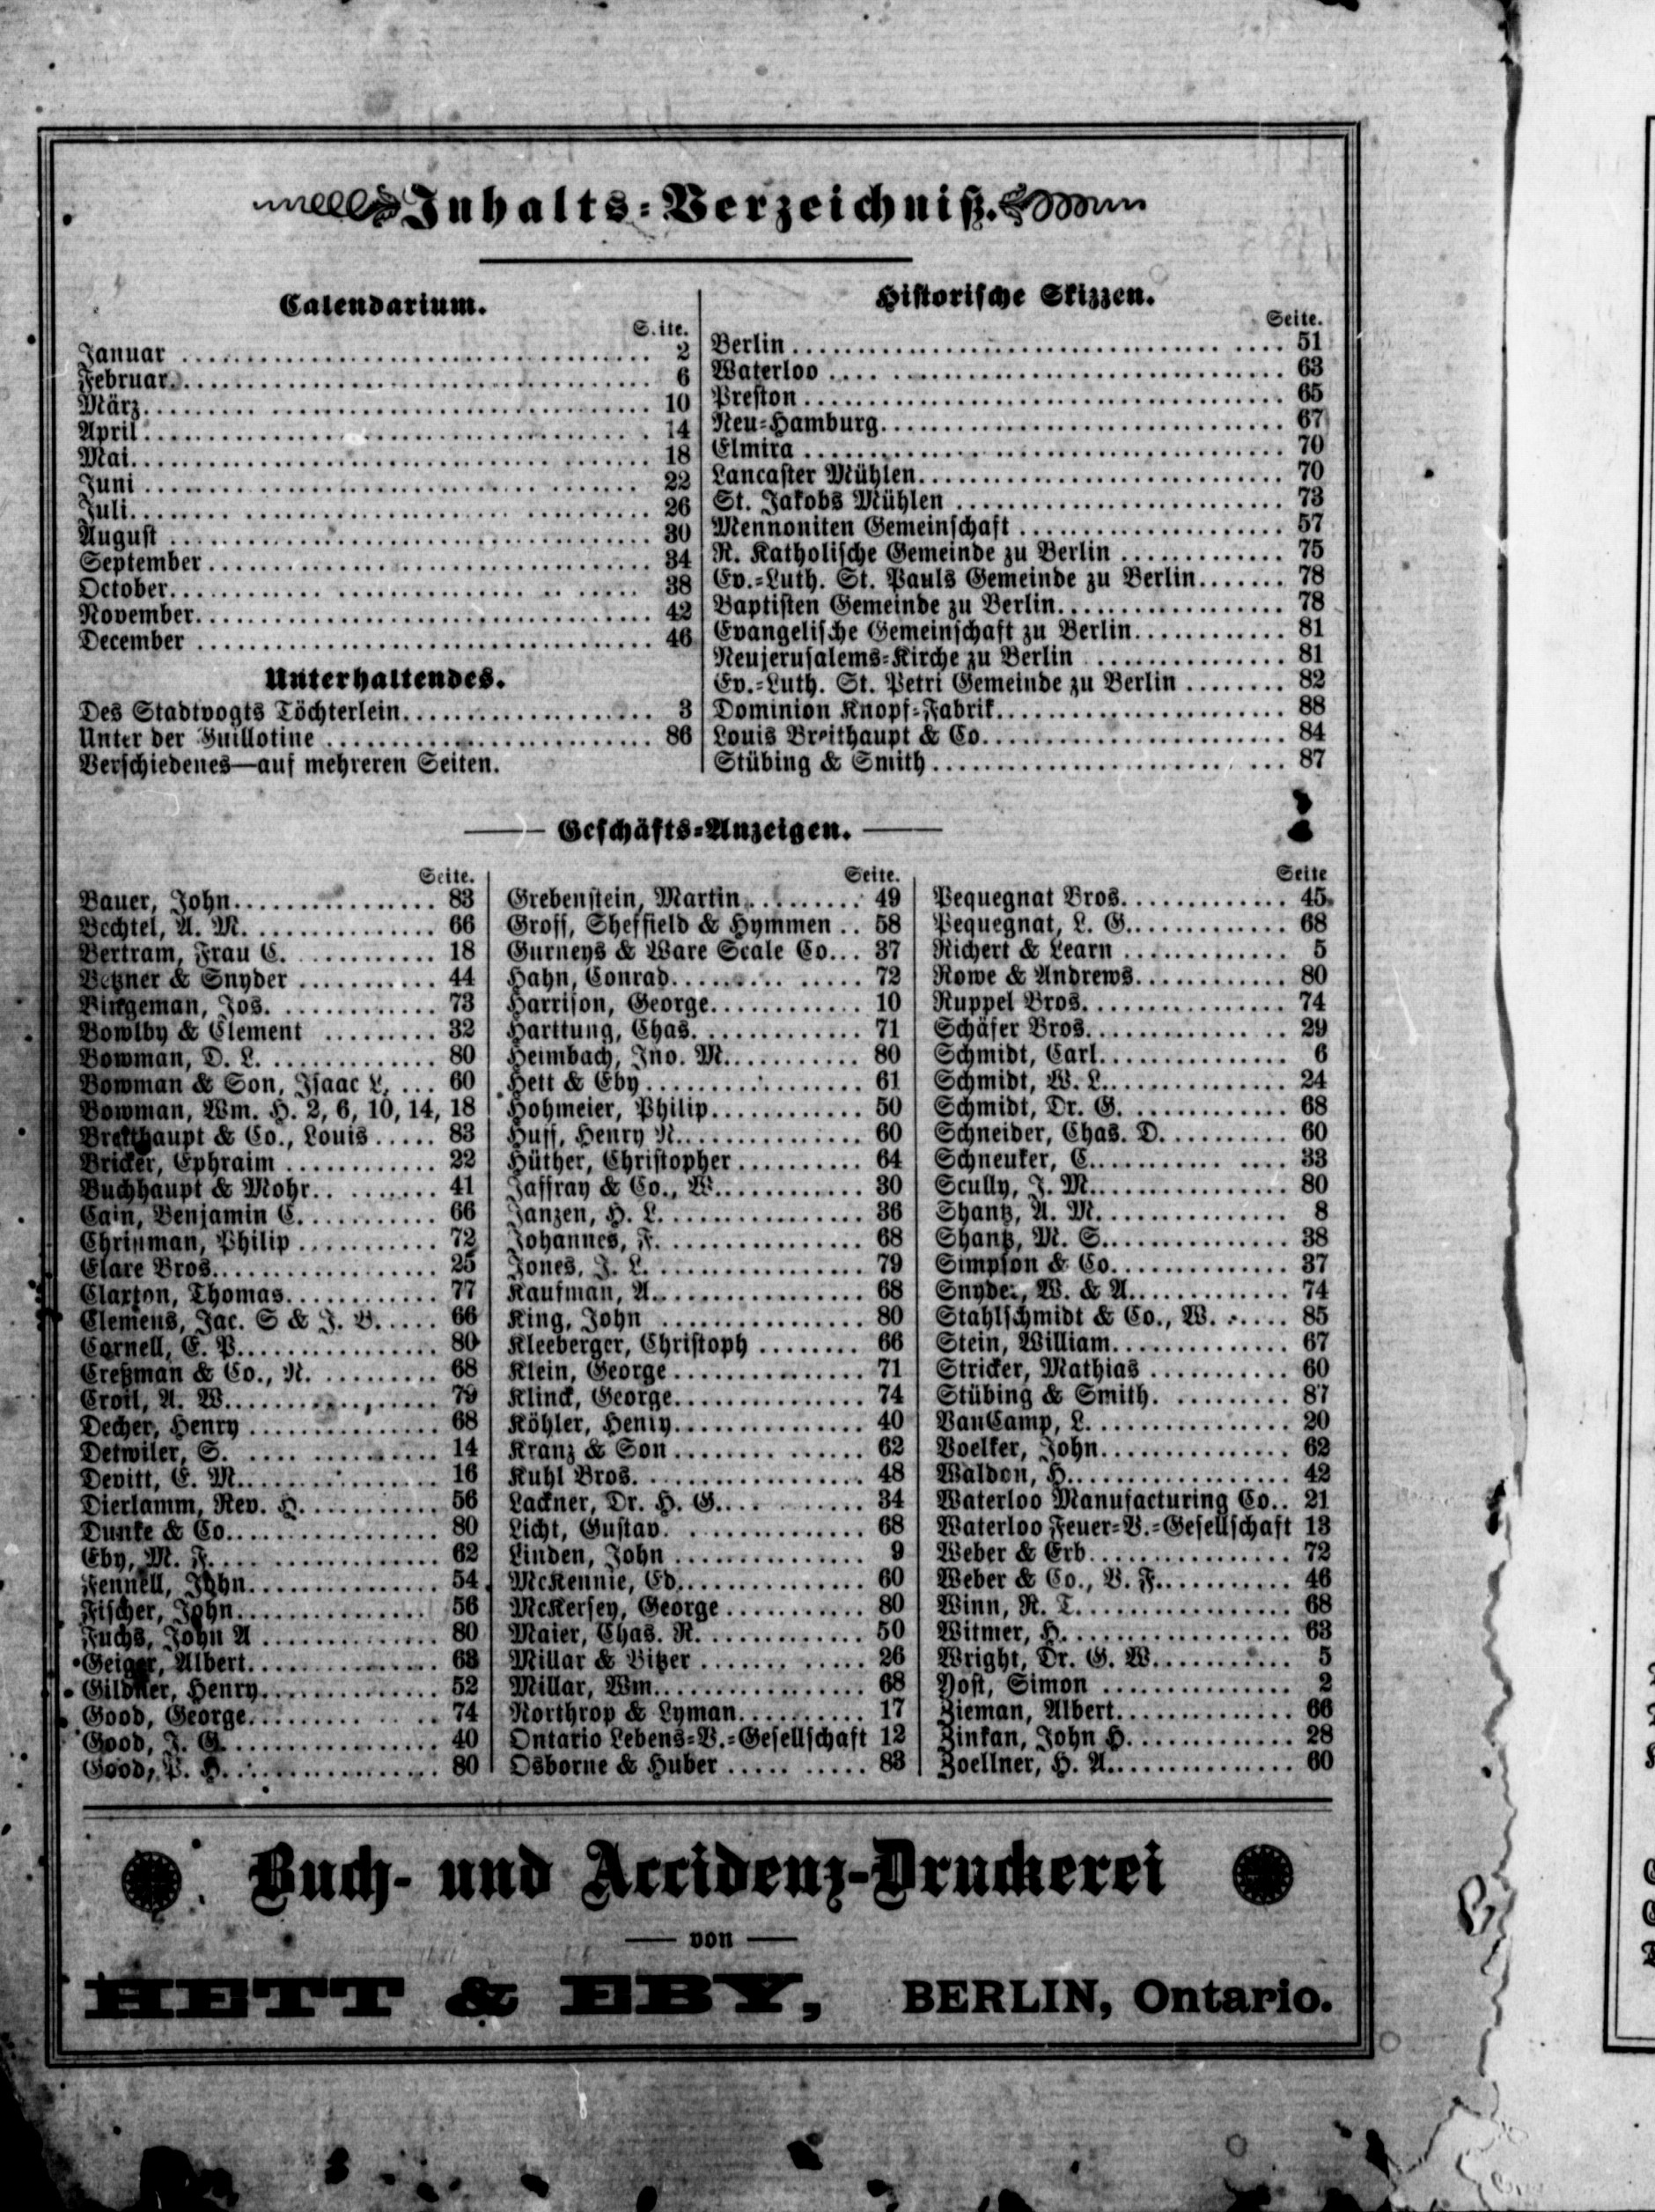 Inhalts-Verzeichniß.
Calendarium.
S.ite.
Januar ........ 2
Februar ........ 6
März ........ 10
April ........ 14
Mai ........ 18
Juni ........ 22
Juli ........ 26
August ........ 30
September ........ 34
October ........ 38
November ........ 42
December ........ 46
Unterhaltendes.
Des Stadtvogts Töchterlein ........ 3
Unter der Guillotine ........ 86
Verschiedenes—auf mehreren Seiten.
Historische Skizzen.
Seite.
Berlin ........ 51
Waterloo ........ 63
Preston ........ 65
Neu-Hamburg ........ 67
Elmira ........ 70
Lancaster Mühlen ........ 70
St. Jakobs Mühlen ........ 73
Mennoniten Gemeinschaft ........ 57
R. Katholische Gemeinde zu Berlin ........ 75
Ev.-Luth. St. Pauls Gemeinde zu Berlin ........ 78
Baptisten Gemeinde zu Berlin ........ 78
Evangelische Gemeinschaft zu Berlin ........ 81
Neujerusalems-Kirche zu Berlin ........ 81
Ev.-Luth. St. Petri Gemeinde zu Berlin ........ 82
Dominion Knopf-Fabrik ........ 88
Louis Breithaupt & Co. ........ 84
Stübing & Smith ........ 87
Geschäfts-Anzeigen.
Seite.
Bauer, John ........ 83
Bechtel, A. M. ........ 66
Bertram, Frau C. ........ 18
Betzner & Snyder ........ 44
Bingeman, Jos. ........ 73
Bowlby & Clement ........ 32
Bowman, D. L. ........ 80
Bowman & Son, Isaac L. ... 60
Bowman, Wm. H. 2, 6, 10, 14, 18
Breithaupt & Co., Louis ..... 83
Bricker, Ephraim ........ 22
Buchhaupt & Mohr ........ 41
Cain, Benjamin C. ........ 66
Chrisman, Philip ........ 72
Clare Bros. ........ 25
Claxton, Thomas ........ 77
Clemens, Jac. S & J. B. .... 66
Cornell, E. P. ........ 80
Creßman & Co., N. ........ 68
Croil, A. W. ........ 79
Decher, Henry ........ 68
Detwiler, S. ........ 14
Devitt, E. M. ........ 16
Dierlamm, Rev. H. ........ 56
Dunke & Co. ........ 80
Eby, M. F. ........ 62
Fennell, John ........ 54
Fischer, John ........ 56
Fuchs, John A ........ 80
Geiger, Albert ........ 63
Gildner, Henry ........ 52
Good, George ........ 74
Good, J. G. ........ 40
Good, P. H. ........ 80
Seite.
Grebenstein, Martin ........ 49
Groff, Sheffield & Hymmen .. 58
Gurneys & Ware Scale Co... 37
Hahn, Conrad ........ 72
Harrison, George ........ 10
Harttung, Chas. ........ 71
Heimbach, Jno. M. ........ 80
Hett & Eby ........ 61
Hohmeier, Philip ........ 50
Huff, Henry N. ........ 60
Hüther, Christopher ........ 64
Jaffray & Co., W. ........ 30
Janzen, H. L. ........ 36
Johannes, F. ........ 68
Jones, J. L. ........ 79
Kaufman, A. ........ 68
King, John ........ 80
Kleeberger, Christoph ........ 66
Klein, George ........ 71
Klinck, George ........ 74
Köhler, Henry ........ 40
Kranz & Son ........ 62
Kuhl Bros. ........ 48
Lackner, Dr. H. G. ........ 34
Licht, Gustav. ........ 68
Linden, John ........ 9
McKennie, Ed. ........ 60
McKersey, George ........ 80
Maier, Chas. R. ........ 50
Millar & Bitzer ........ 26
Millar, Wm. ........ 68
Northrop & Lyman ........ 17
Ontario Lebens-V.-Gesellschaft 12
Osborne & Huber ........ 83
Seite
Pequegnat Bros. ........ 45
Pequegnat, L. G. ........ 68
Richert & Learn ........ 5
Rowe & Andrews ........ 80
Ruppel Bros. ........ 74
Schäfer Bros. ........ 29
Schmidt, Carl ........ 6
Schmidt, W. L. ........ 24
Schmidt, Dr. G. ........ 68
Schneider, Chas. D. ........ 60
Schneuker, C. ........ 33
Scully, J. M. ........ 80
Shantz, A. M. ........ 8
Shantz, M. S. ........ 38
Simpson & Co. ........ 37
Snyder, W. & A. ........ 74
Stahlschmidt & Co., W. ..... 85
Stein, William ........ 67
Stricker, Mathias ........ 60
Stübing & Smith. ........ 87
VanCamp, L. ........ 20
Voelker, John ........ 62
Waldon, H. ........ 42
Waterloo Manufacturing Co.. 21
Waterloo Feuer-V.-Gesellschaft 13
Weber & Erb ........ 72
Weber & Co., V. F. ........ 46
Winn, R. T. ........ 68
Witmer, H. ........ 63
Wright, Dr. G. W. ........ 5
Yost, Simon ........ 2
Zieman, Albert ........ 66
Zinkan, John H. ........ 28
Zoellner, H. A. ........ 60
Buch- und Accidenz-Druckerei
von
HETT & EBY, BERLIN, Ontario.